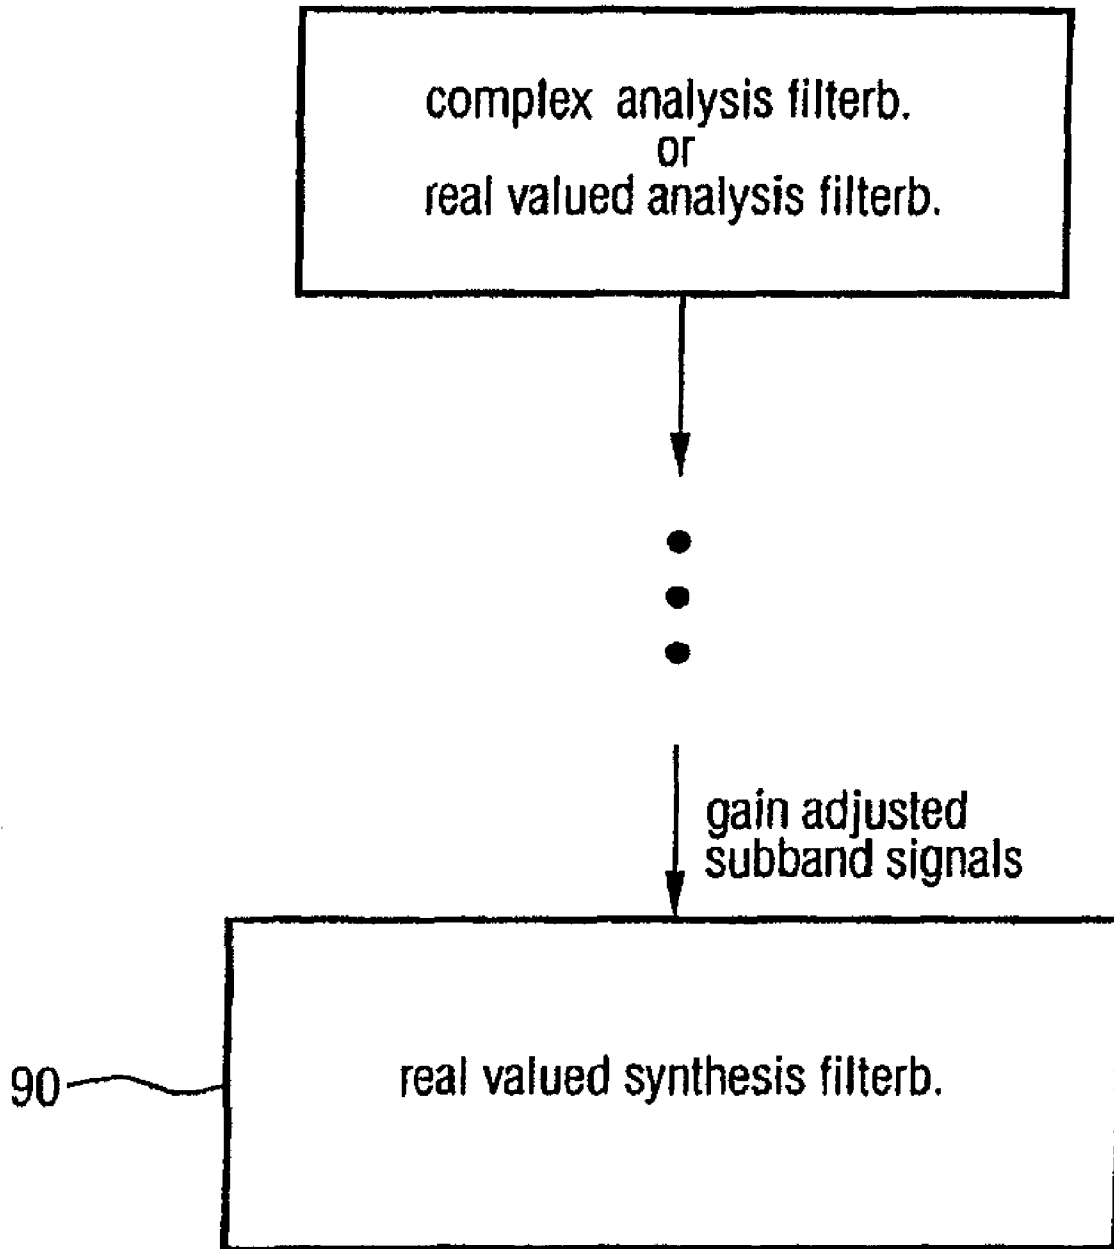 complex analysis filterb.
or
real valued analysis filterb.
gain adjusted
subband signals
90
real valued synthesis filterb.